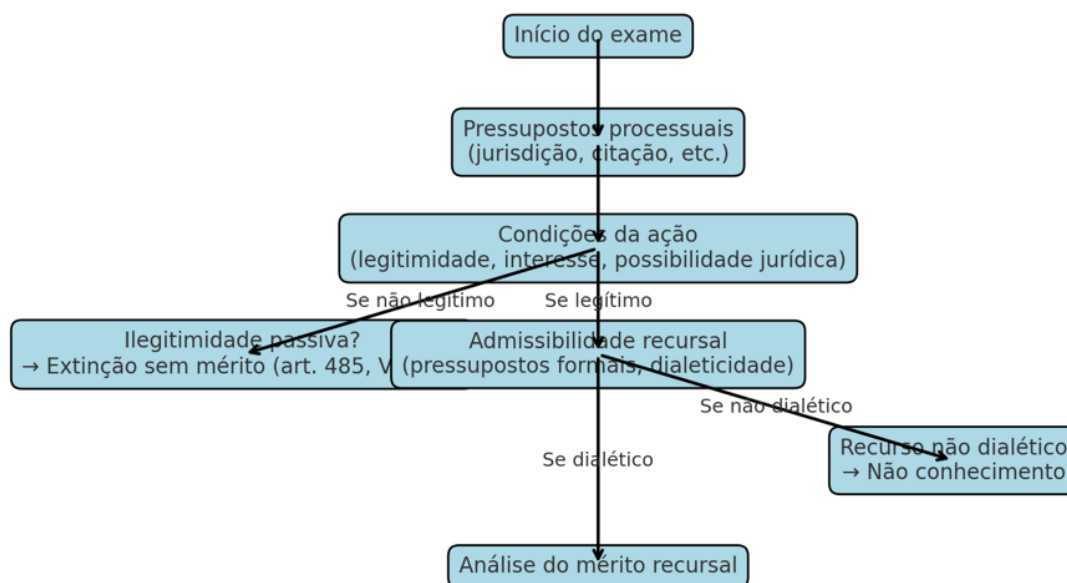 Início do exame
Pressupostos processuais
(jurisdição, citação, etc.)
Condições da ação
(legitimidade, interesse, possibilidade jurídica)
Se não legítimo
Se legítimo
Ilegitimidade passiva?
→ Extinção sem mérito (art. 485, V
Admissibilidade recursal
(pressupostos formais, dialeticidade)
Se não dialético
Recurso não dialético
→ Não conhecimento
Se dialético
Análise do mérito recursal